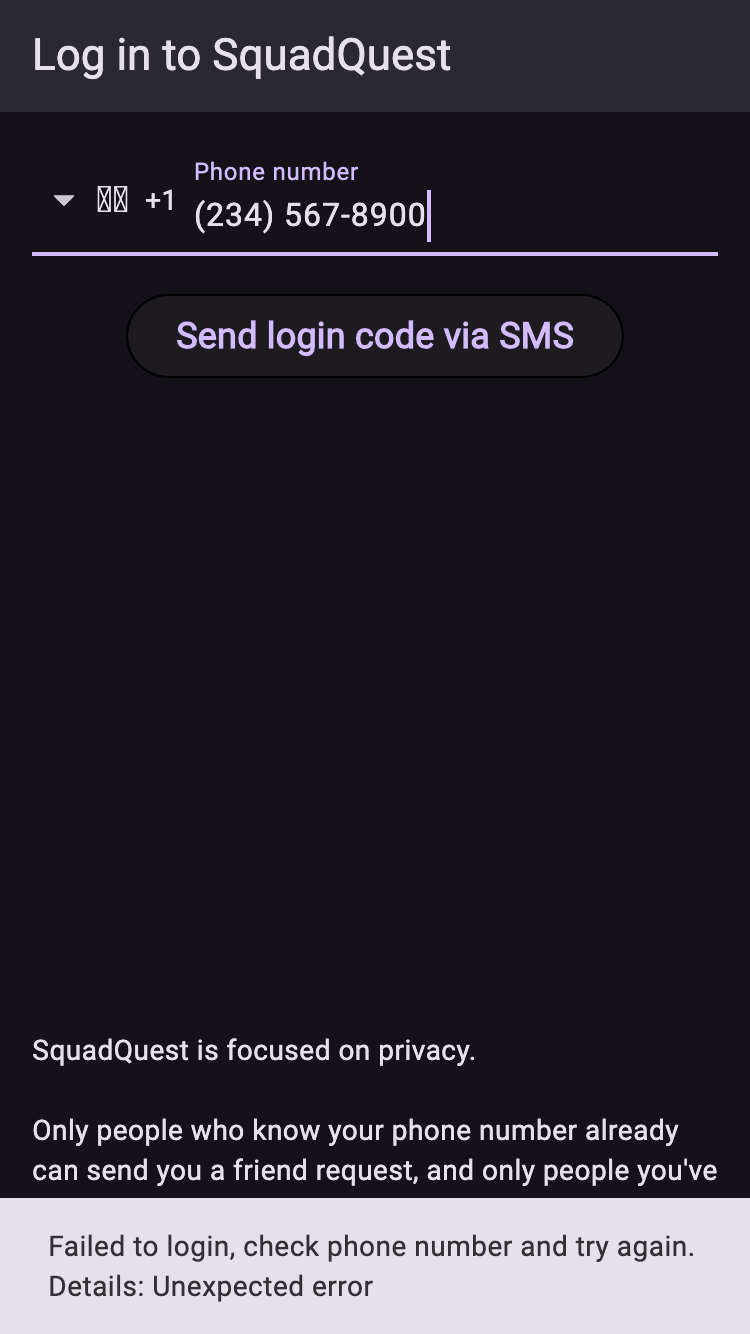 Log in to SquadQuest
Phone number
+1 (234) 567-8900
Send login code via SMS
SquadQuest is focused on privacy.
Only people who know your phone number already
can send you a friend request, and only people you've
Failed to login, check phone number and try again.
Details: Unexpected error